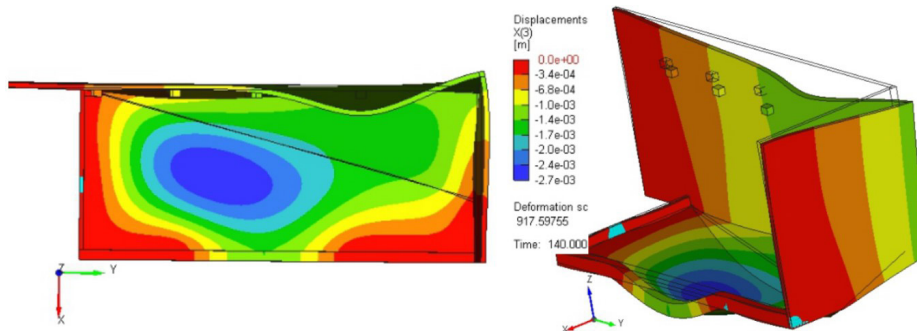 Z
Y
X
Displacements
X(3)
[m]
0.0e+00
-3.4e-04
-6.8e-04
-1.0e-03
-1.4e-03
-1.7e-03
-2.0e-03
-2.4e-03
-2.7e-03
Deformation sc
917.59755
Time: 140.000
Z
X
Y